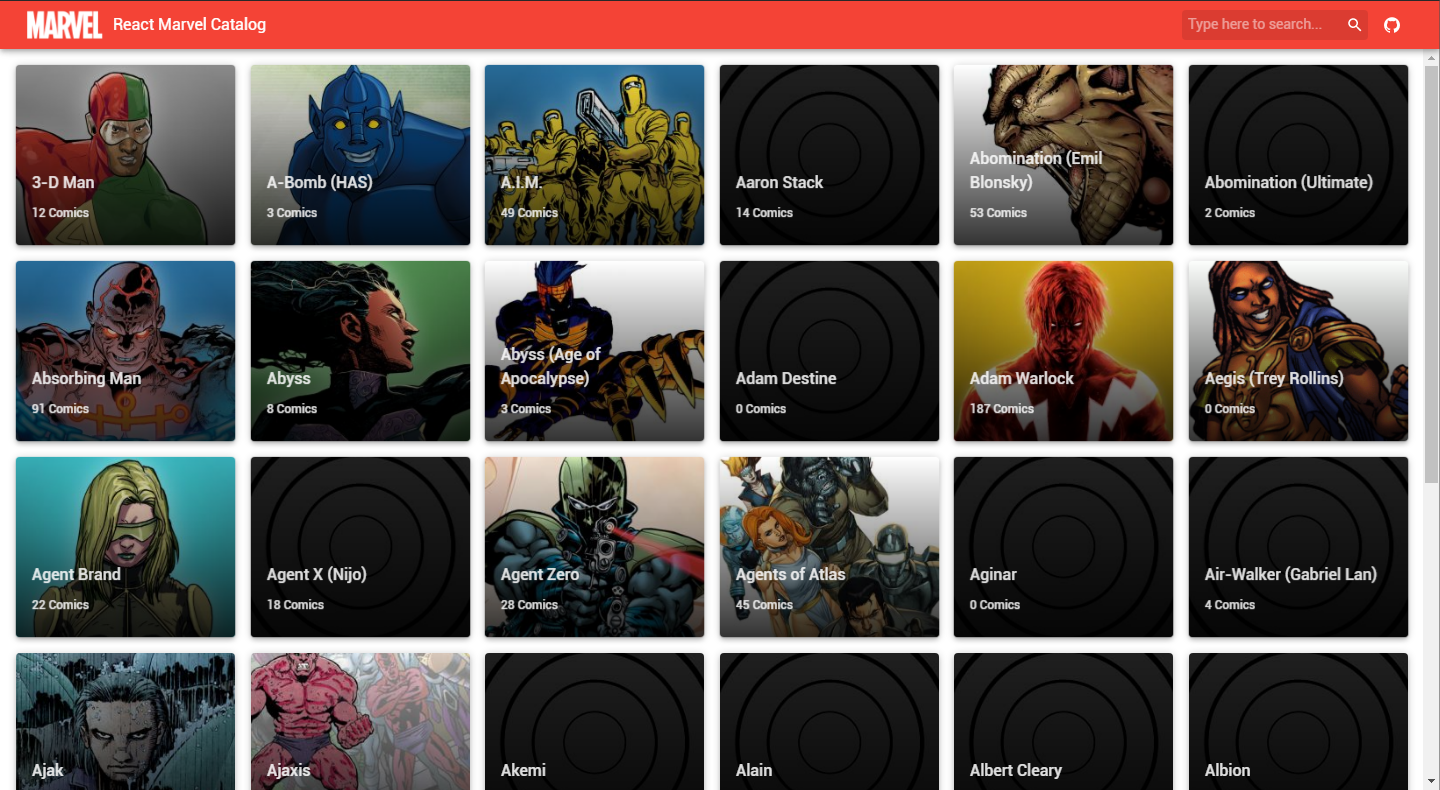 MARVEL React Marvel Catalog Type here to search...
3-D Man
12 Comics
A-Bomb (HAS)
3 Comics
A.I.M.
49 Comics
Aaron Stack
14 Comics
Abomination (Emil
Blonsky)
53 Comics
Abomination (Ultimate)
2 Comics
Absorbing Man
91 Comics
Abyss
8 Comics
Abyss (Age of
Apocalypse)
3 Comics
Adam Destine
0 Comics
Adam Warlock
187 Comics
Aegis (Trey Rollins)
0 Comics
Agent Brand
22 Comics
Agent X (Nijo)
18 Comics
Agent Zero
28 Comics
Agents of Atlas
45 Comics
Aginar
0 Comics
Air-Walker (Gabriel Lan)
4 Comics
Ajak
Ajaxis
Akemi
Alain
Albert Cleary
Albion